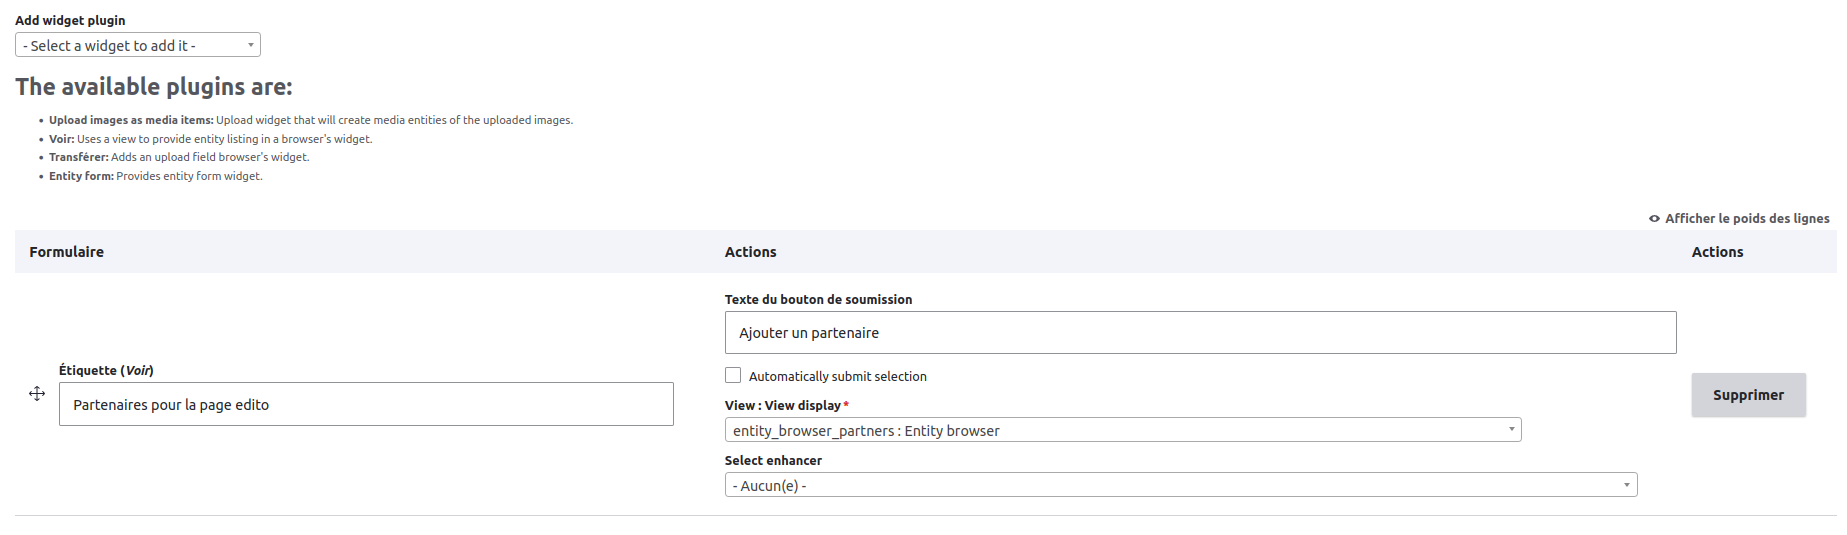 Add widget plugin
- Select a widget to add it -
The available plugins are:
• Upload images as media items: Upload widget that will create media entities of the uploaded images.
• Voir: Uses a view to provide entity listing in a browser's widget.
• Transférer: Adds an upload field browser's widget.
• Entity form: Provides entity form widget.
Afficher le poids des lignes
Formulaire Actions Actions
Texte du bouton de soumission
Ajouter un partenaire
Étiquette (Voir)
Partenaires pour la page edito
Automatically submit selection
View : View display *
entity_browser_partners : Entity browser
Select enhancer
- Aucun(e) -
Supprimer